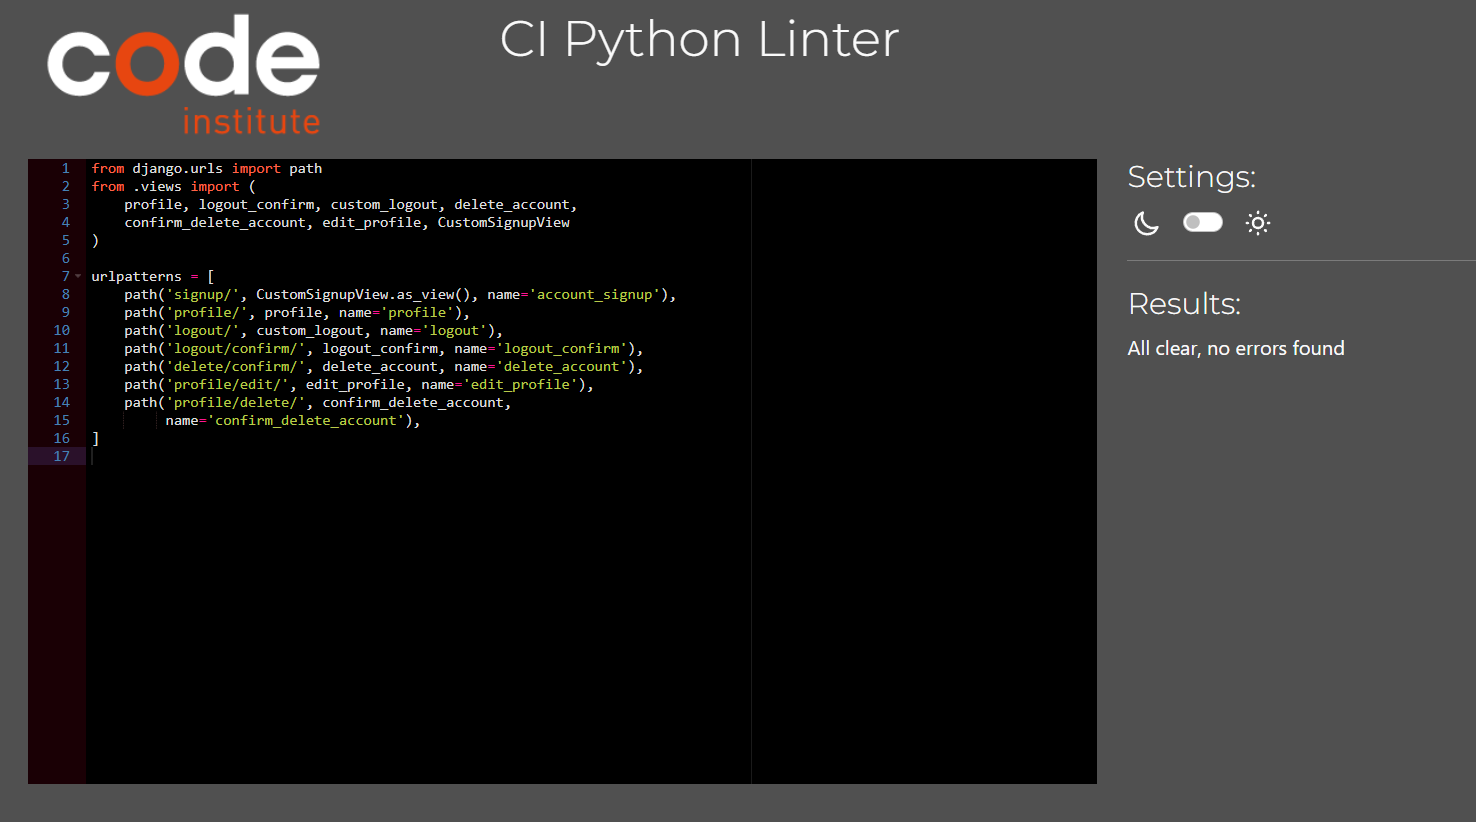 code
institute
CI Python Linter
1 from django.urls import path
2 from .views import (
3     profile, logout_confirm, custom_logout, delete_account,
4     confirm_delete_account, edit_profile, CustomSignupView
5 )
6
7 urlpatterns = [
8     path('signup/', CustomSignupView.as_view(), name='account_signup'),
9     path('profile/', profile, name='profile'),
10     path('logout/', custom_logout, name='logout'),
11     path('logout/confirm/', logout_confirm, name='logout_confirm'),
12     path('delete/confirm/', delete_account, name='delete_account'),
13     path('profile/edit/', edit_profile, name='edit_profile'),
14     path('profile/delete/', confirm_delete_account,
15          name='confirm_delete_account'),
16 ]
17
Settings:
Results:
All clear, no errors found